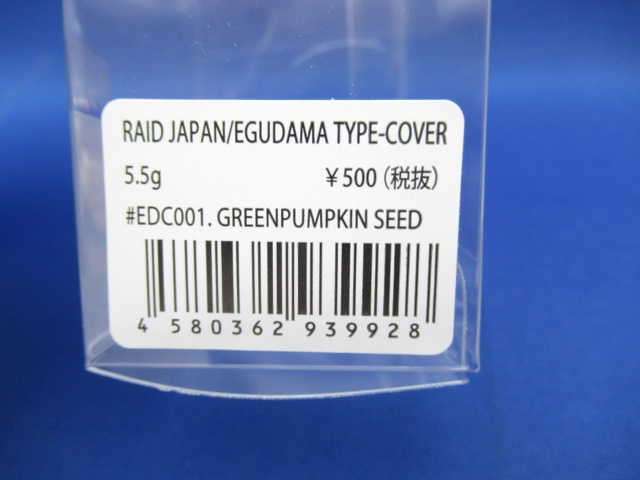 RAID JAPAN/EGUDAMA TYPE-COVER
5.5g ¥500(税抜)
#EDC001. GREENPUMPKIN SEED
4 580362 939928